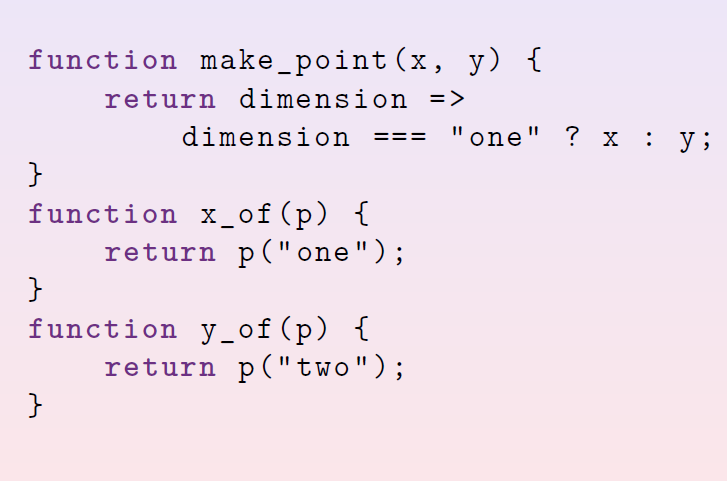 function make_point(x, y) {
    return dimension =>
        dimension === "one" ? x : y;
}
function x_of(p) {
    return p("one");
}
function y_of(p) {
    return p("two");
}